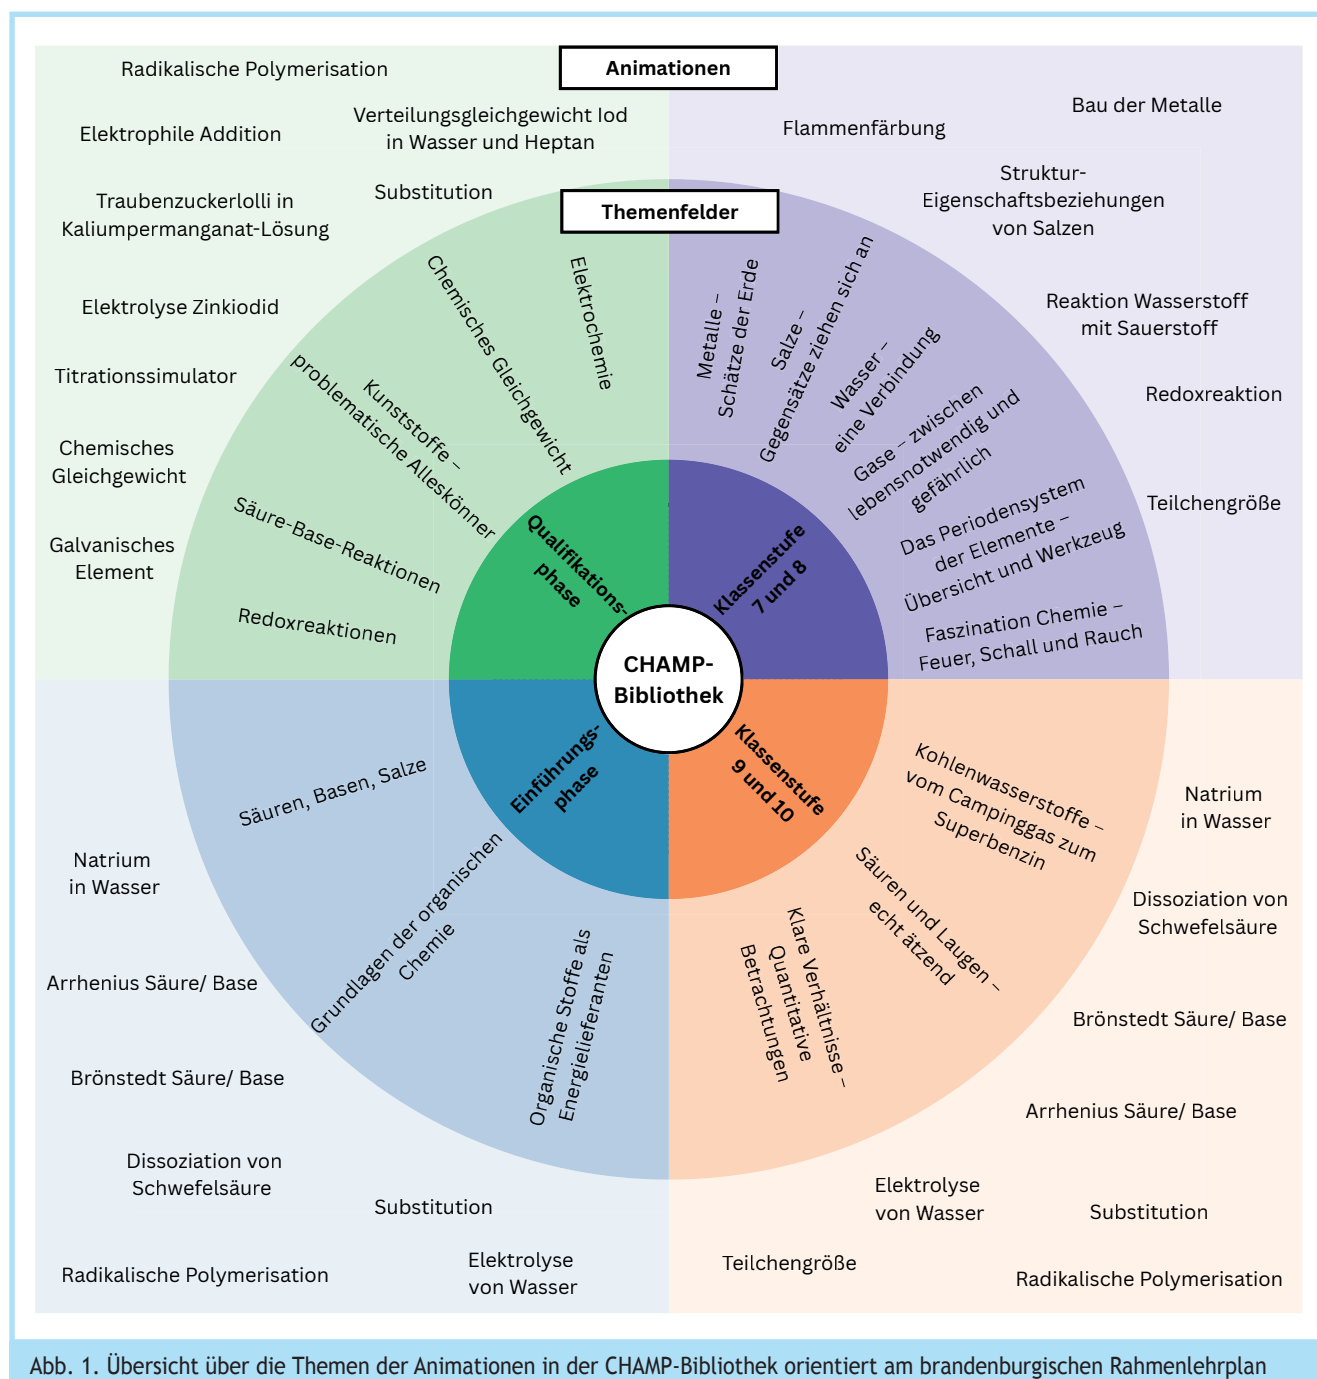 Animationen
Radikalische Polymerisation
Elektrophile Addition
Verteilungsgleichgewicht Iod
in Wasser und Heptan
Substitution
Traubenzuckerlolli in
Kaliumpermanganat-Lösung
Elektrolyse Zinkiodid
Titrationssimulator
Chemisches
Gleichgewicht
Galvanisches
Element
Flammenfärbung
Bau der Metalle
Struktur-
Eigenschaftsbeziehungen
von Salzen
Reaktion Wasserstoff
mit Sauerstoff
Redoxreaktion
Teilchengröße
Themenfelder
Elektrochemie
Chemisches Gleichgewicht
Kunststoffe –
problematische Alleskönner
Säure-Base-Reaktionen
Redoxreaktionen
Metalle –
Schätze der Erde
Salze –
Gegensätze ziehen sich an
Wasser –
eine Verbindung
Gase – zwischen
lebensnotwendig und
gefährlich
Das Periodensystem
der Elemente –
Übersicht und Werkzeug
Faszination Chemie –
Feuer, Schall und Rauch
Qualifikations-
phase
Klassenstufe
7 und 8
CHAMP-
Bibliothek
Einführungs-
phase
Klassenstufe
9 und 10
Säuren, Basen, Salze
Grundlagen der organischen
Chemie
Organische Stoffe als
Energielieferanten
Kohlenwasserstoffe –
vom Campinggas zum
Superbenzin
Säuren und Laugen –
echt ätzend
Klare Verhältnisse –
Quantitative
Betrachtungen
Natrium
in Wasser
Arrhenius Säure/ Base
Brönstedt Säure/ Base
Dissoziation von
Schwefelsäure
Substitution
Radikalische Polymerisation
Elektrolyse
von Wasser
Natrium
in Wasser
Dissoziation von
Schwefelsäure
Brönstedt Säure/ Base
Arrhenius Säure/ Base
Elektrolyse
von Wasser
Substitution
Teilchengröße
Radikalische Polymerisation
Abb. 1. Übersicht über die Themen der Animationen in der CHAMP-Bibliothek orientiert am brandenburgischen Rahmenlehrplan